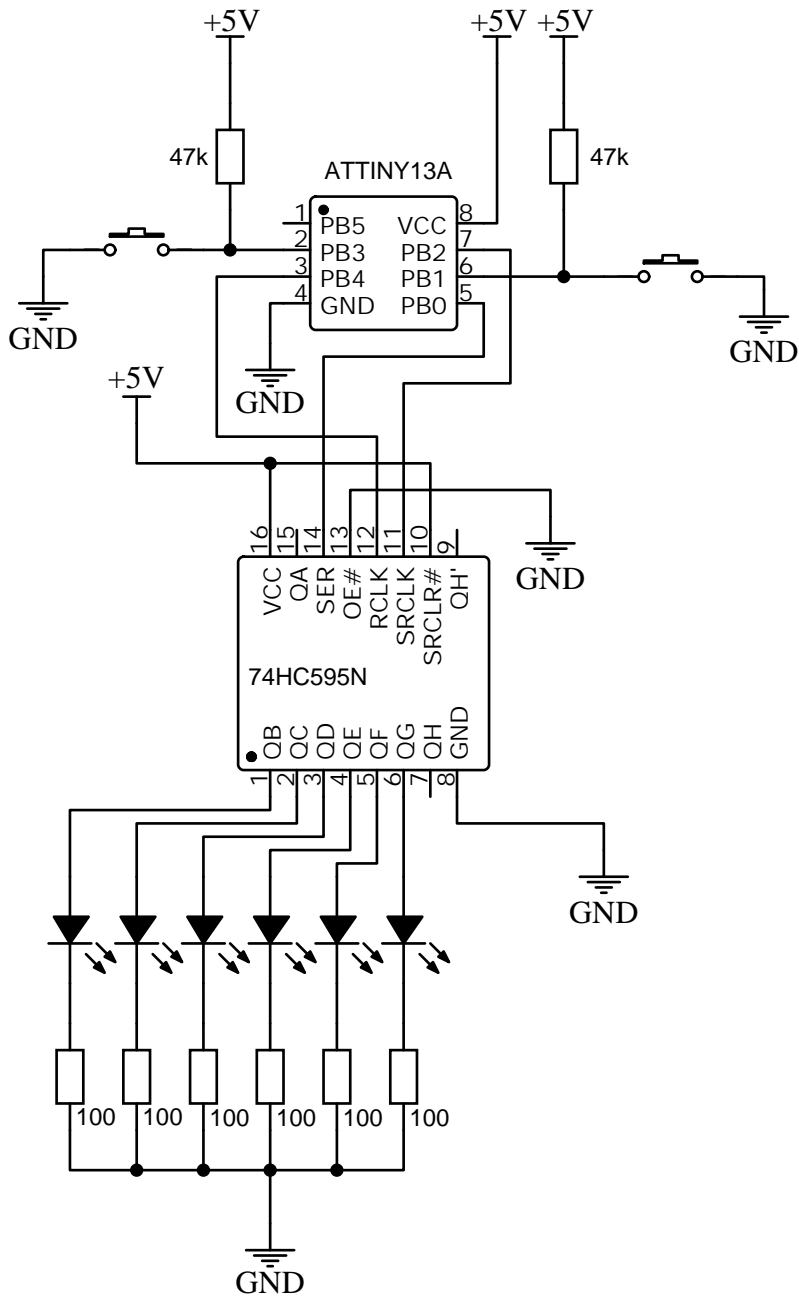 +5V +5V +5V
47k 47k
ATTINY13A
1 PB5 VCC 8
2 PB3 PB2 7
3 PB4 PB1 6
4 GND PB0 5
GND GND
+5V GND
16 15 14 13 12 11 10 9
VCC QA SER OE# RCLK SRCLK SRCLR# QH'
GND
74HC595N
QB QC QD QE QF QG QH GND
1 2 3 4 5 6 7 8
GND
100 100 100 100 100 100
GND